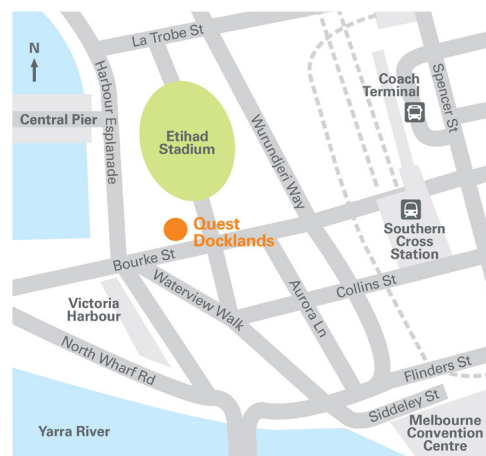 La Trobe St
N
Harbour Esplanade
Central Pier
Etihad
Stadium
Wurundjeri Way
Coach
Terminal
Spencer St
Quest
Docklands
Southern
Cross
Station
Bourke St
Waterview Walk
Aurora Ln
Collins St
Victoria
Harbour
North Wharf Rd
Flinders St
Siddeley St
Yarra River
Melbourne
Convention
Centre